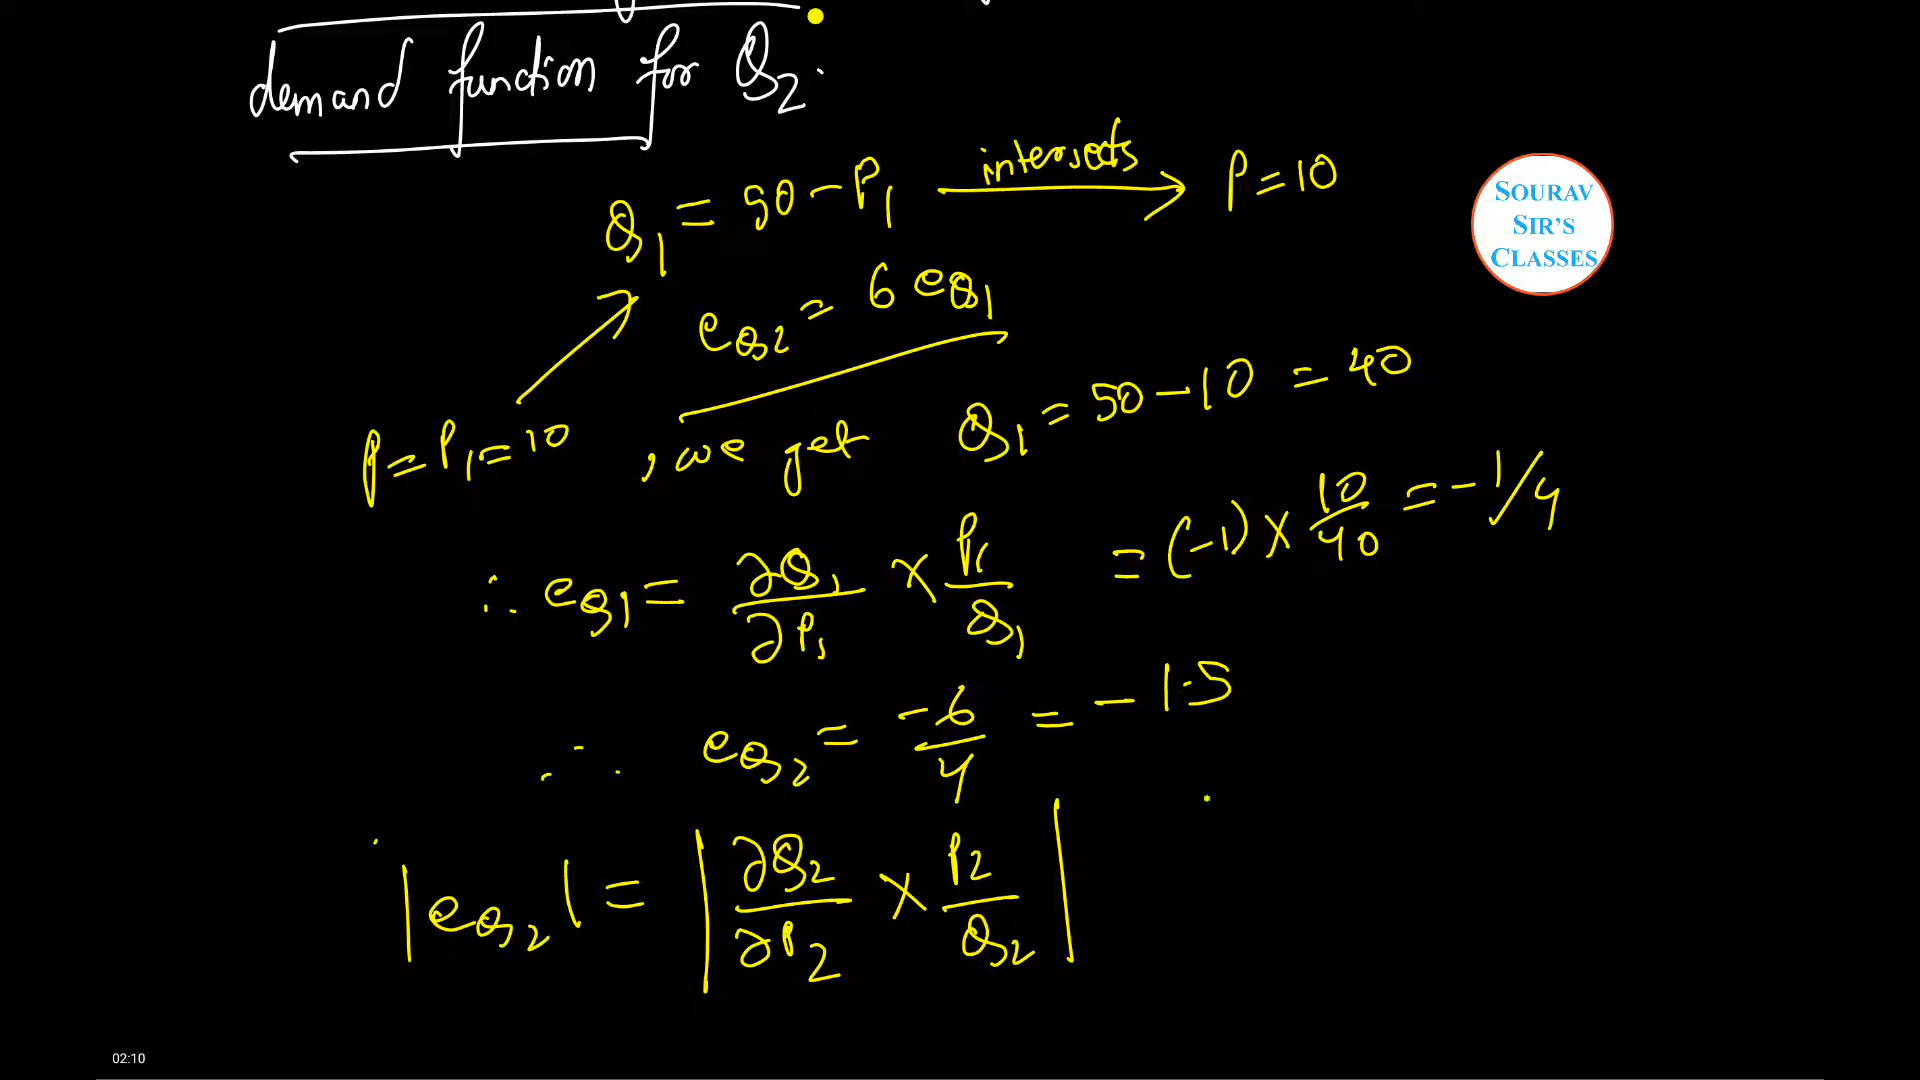 demand function for Q2.
Q1 = 50 - P1 intersects → P = 10
SOURAV
SIR'S
CLASSES
eQ2 = 6 eQ1
P = P1 = 10 , we get Q1 = 50 - 10 = 40
∴ eQ1 = ∂Q1/∂P1 × P1/Q1 = (-1) × 10/40 = -1/4
∴ eQ2 = -6/4 = -1.5
|eQ2| = |∂Q2/∂P2 × P2/Q2|
02:10